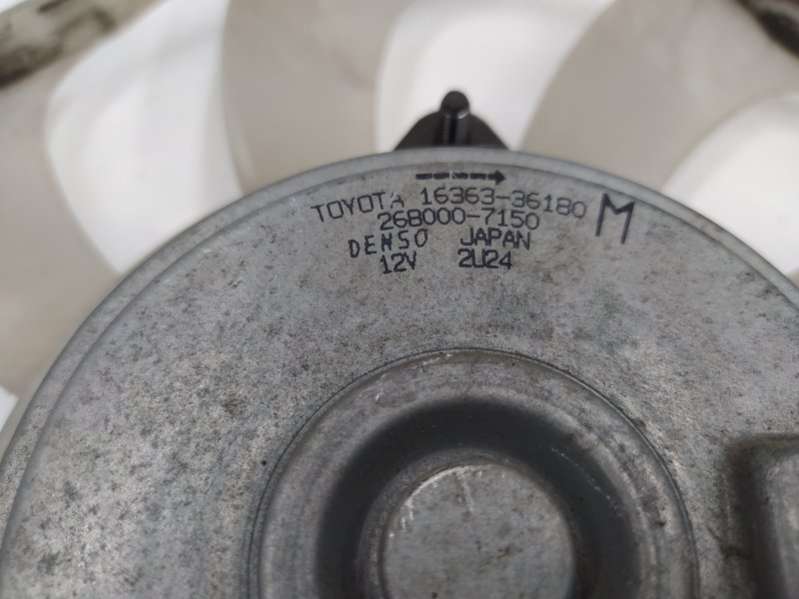 TOYOTA 16363-36180 M
268000-7150
DENSO JAPAN
12V 2U24